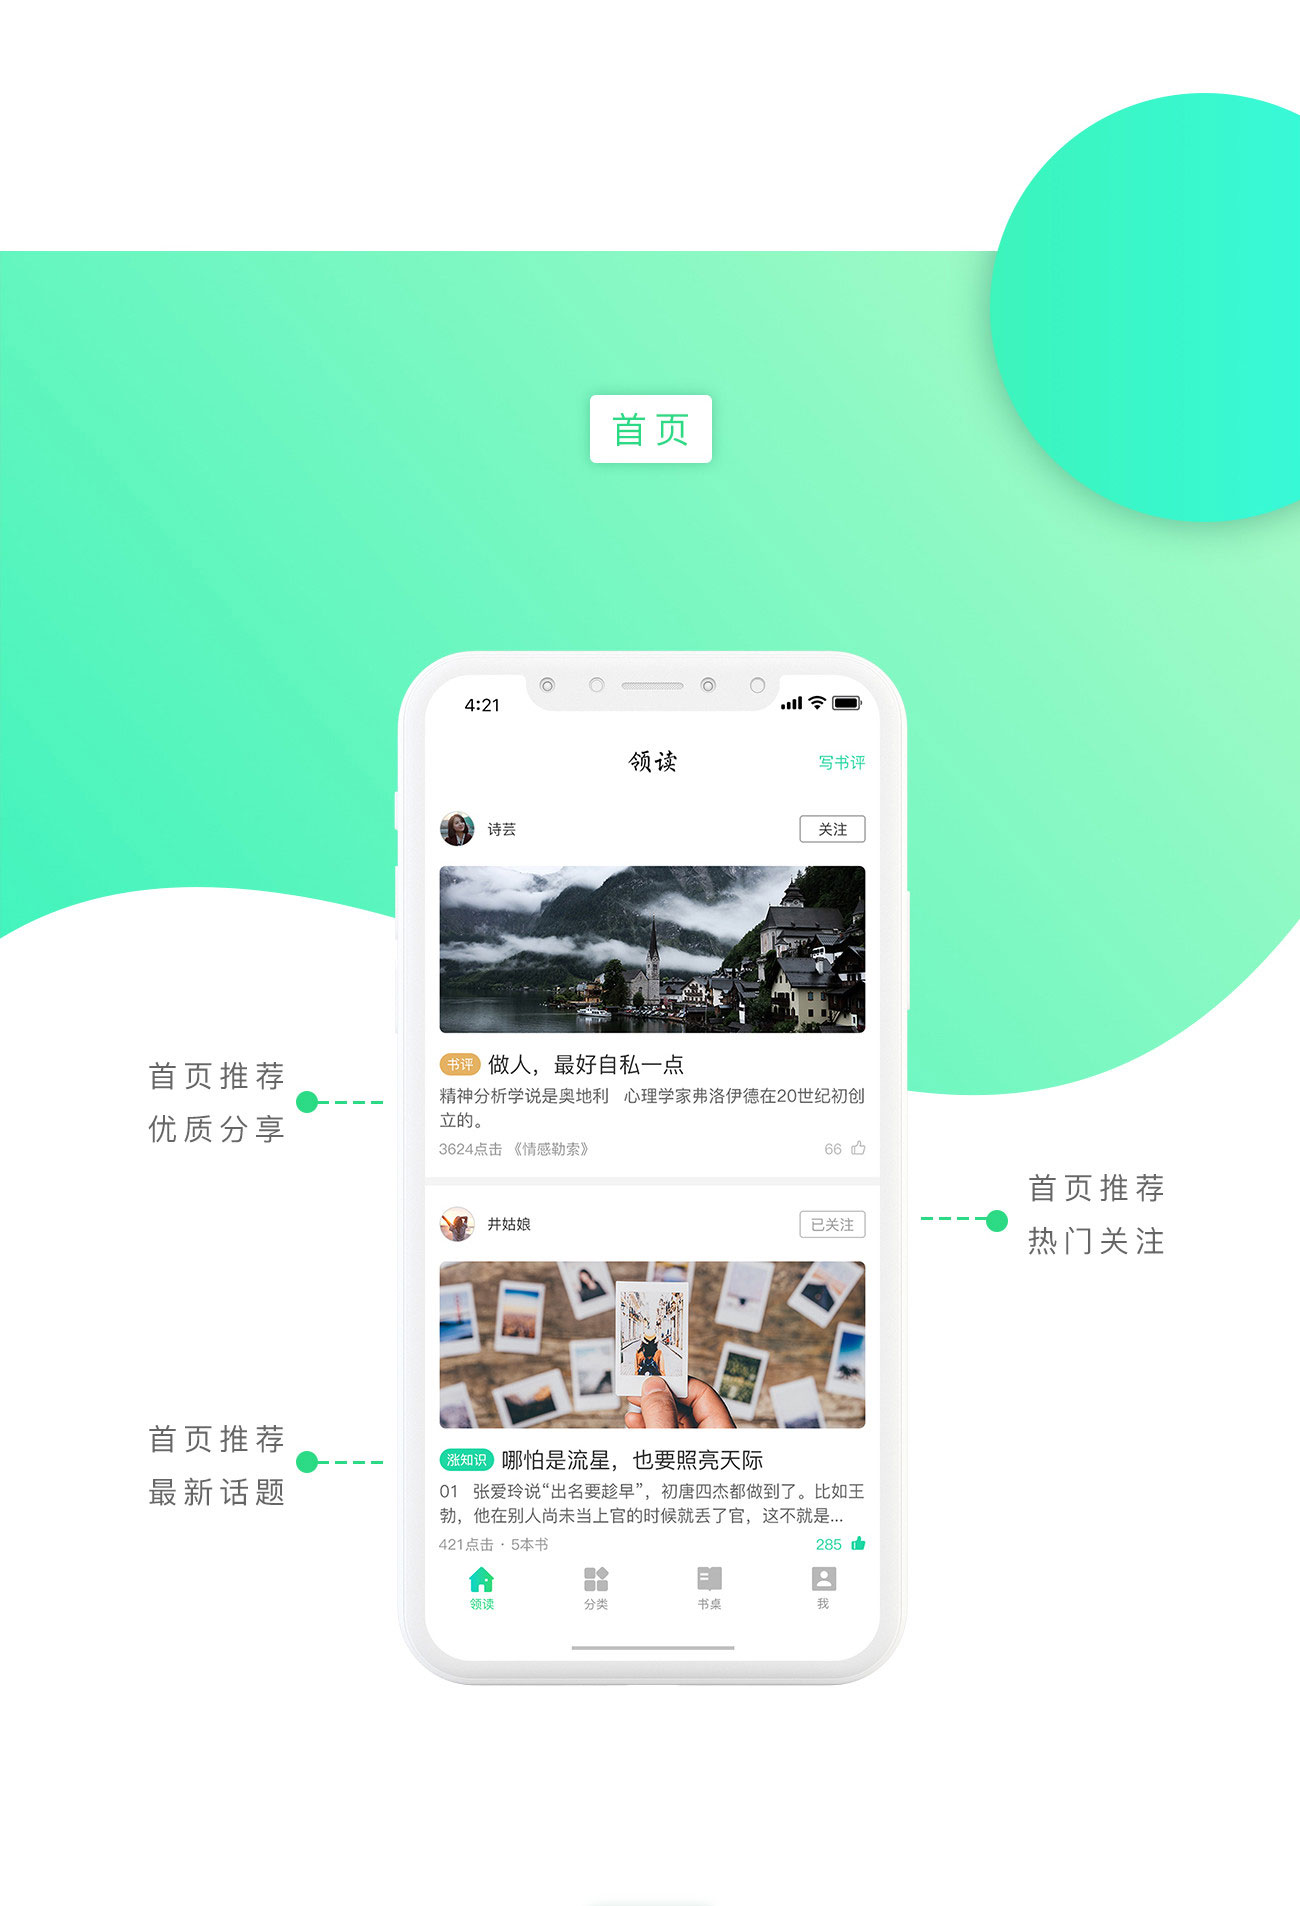 首页
4:21
领读
写书评
诗芸
关注
书评 做人，最好自私一点
精神分析学说是奥地利 心理学家弗洛伊德在20世纪初创
立的。
3624点击 《情感勒索》
66
首页推荐
优质分享
井姑娘
已关注
首页推荐
热门关注
涨知识 哪怕是流星，也要照亮天际
01 张爱玲说“出名要趁早”，初唐四杰都做到了。比如王
勃，他在别人尚未当上官的时候就丢了官，这不就是...
421点击 · 5本书
285
首页推荐
最新话题
领读
分类
书桌
我